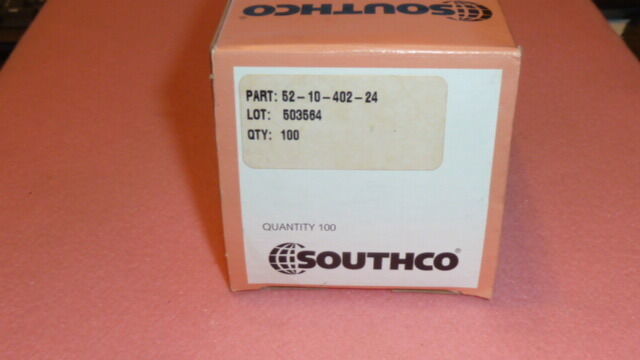 SOUTHCO
PART: 52-10-402-24
LOT: 503564
QTY: 100
QUANTITY 100
SOUTHCO®